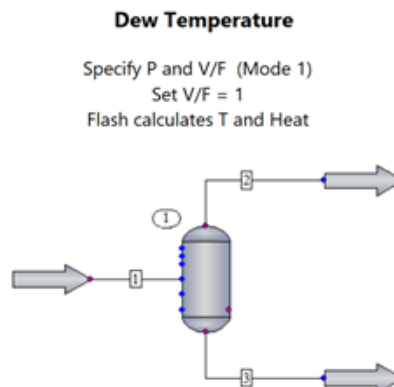 Dew Temperature
Specify P and V/F (Mode 1)
Set V/F = 1
Flash calculates T and Heat
2
1
1
3